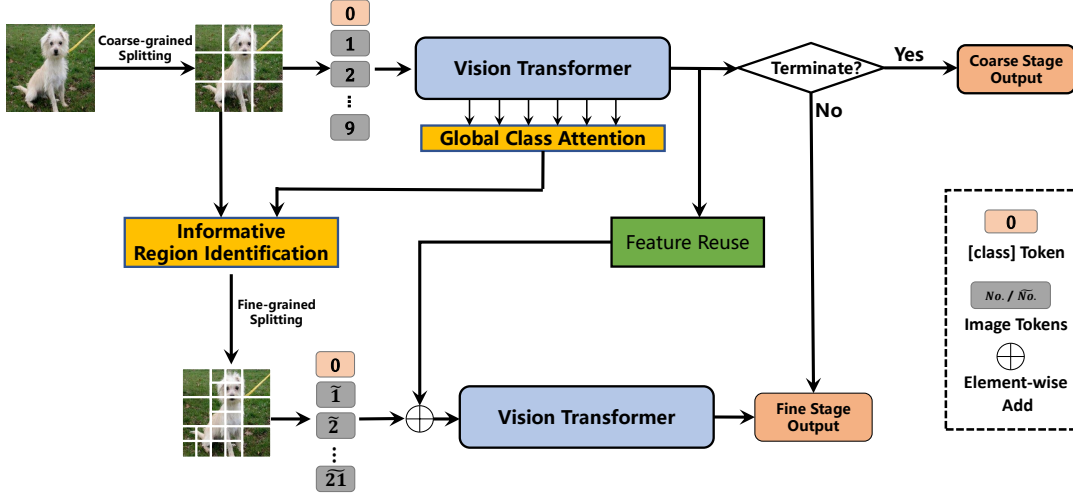 Coarse-grained
Splitting
0
1
2
⋮
9
Vision Transformer
Global Class Attention
Terminate?
Yes
No
Coarse Stage
Output
Informative
Region Identification
Feature Reuse
Fine-grained
Splitting
0
1̃
2̃
⋮
2͠1
Vision Transformer
Fine Stage
Output
0
[class] Token
No. / N͠o.
Image Tokens
Element-wise
Add